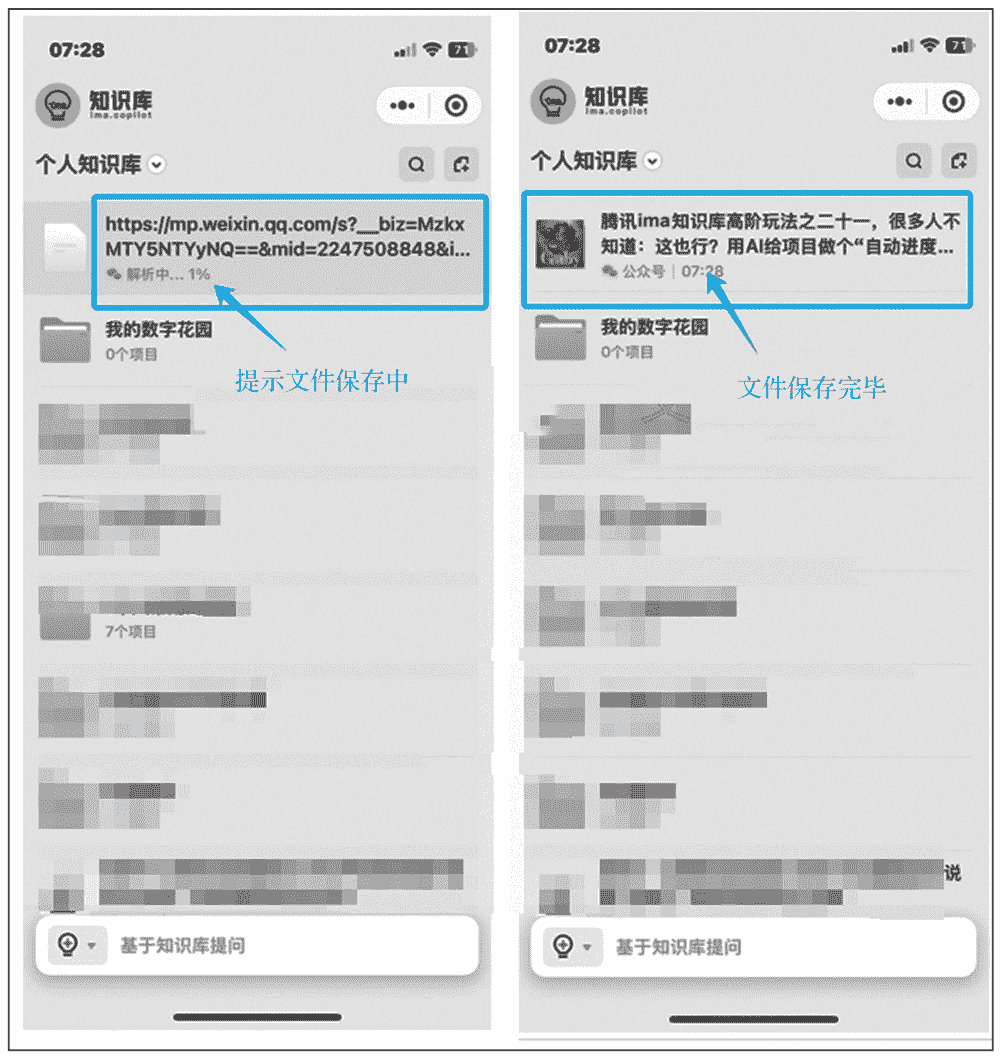 07:28
71
ima
知识库
ima.copilot
个人知识库
https://mp.weixin.qq.com/s?__biz=Mzkx
MTY5NTYyNQ==&mid=2247508848&i...
解析中... 1%
我的数字花园
0个项目
提示文件保存中
7个项目
基于知识库提问
07:28
71
ima
知识库
ima.copilot
个人知识库
腾讯ima知识库高阶玩法之二十一，很多人不
知道：这也行？用AI给项目做个“自动进度...
公众号 | 07:28
我的数字花园
0个项目
文件保存完毕
说
基于知识库提问